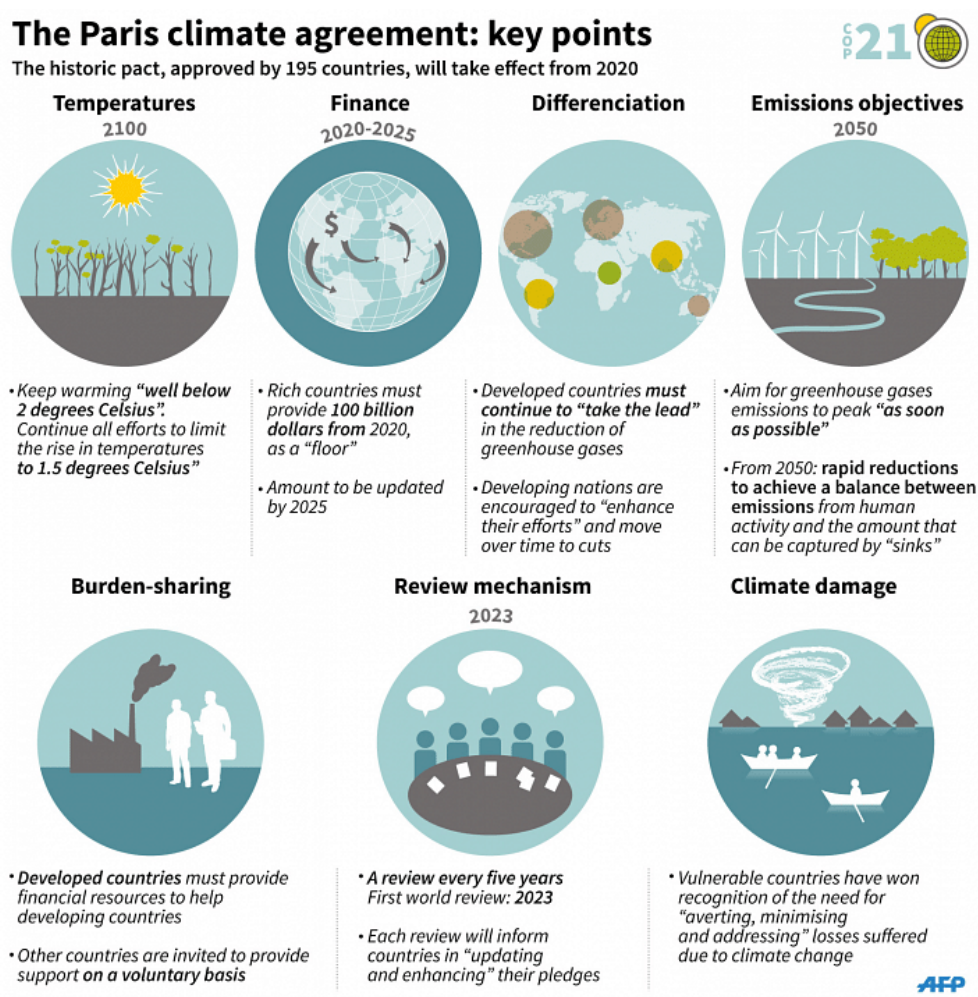 The Paris climate agreement: key points
COP
21
The historic pact, approved by 195 countries, will take effect from 2020
Temperatures
2100
• Keep warming “well below
2 degrees Celsius”.
Continue all efforts to limit
the rise in temperatures
to 1.5 degrees Celsius”
Finance
2020-2025
$
• Rich countries must
provide 100 billion
dollars from 2020,
as a “floor”
• Amount to be updated
by 2025
Differenciation
• Developed countries must
continue to “take the lead”
in the reduction of
greenhouse gases
• Developing nations are
encouraged to “enhance
their efforts” and move
over time to cuts
Emissions objectives
2050
• Aim for greenhouse gases
emissions to peak “as soon
as possible”
• From 2050: rapid reductions
to achieve a balance between
emissions from human
activity and the amount that
can be captured by “sinks”
Burden-sharing
• Developed countries must provide
financial resources to help
developing countries
• Other countries are invited to provide
support on a voluntary basis
Review mechanism
2023
• A review every five years
First world review: 2023
• Each review will inform
countries in “updating
and enhancing” their pledges
Climate damage
• Vulnerable countries have won
recognition of the need for
“averting, minimising
and addressing” losses suffered
due to climate change
AFP